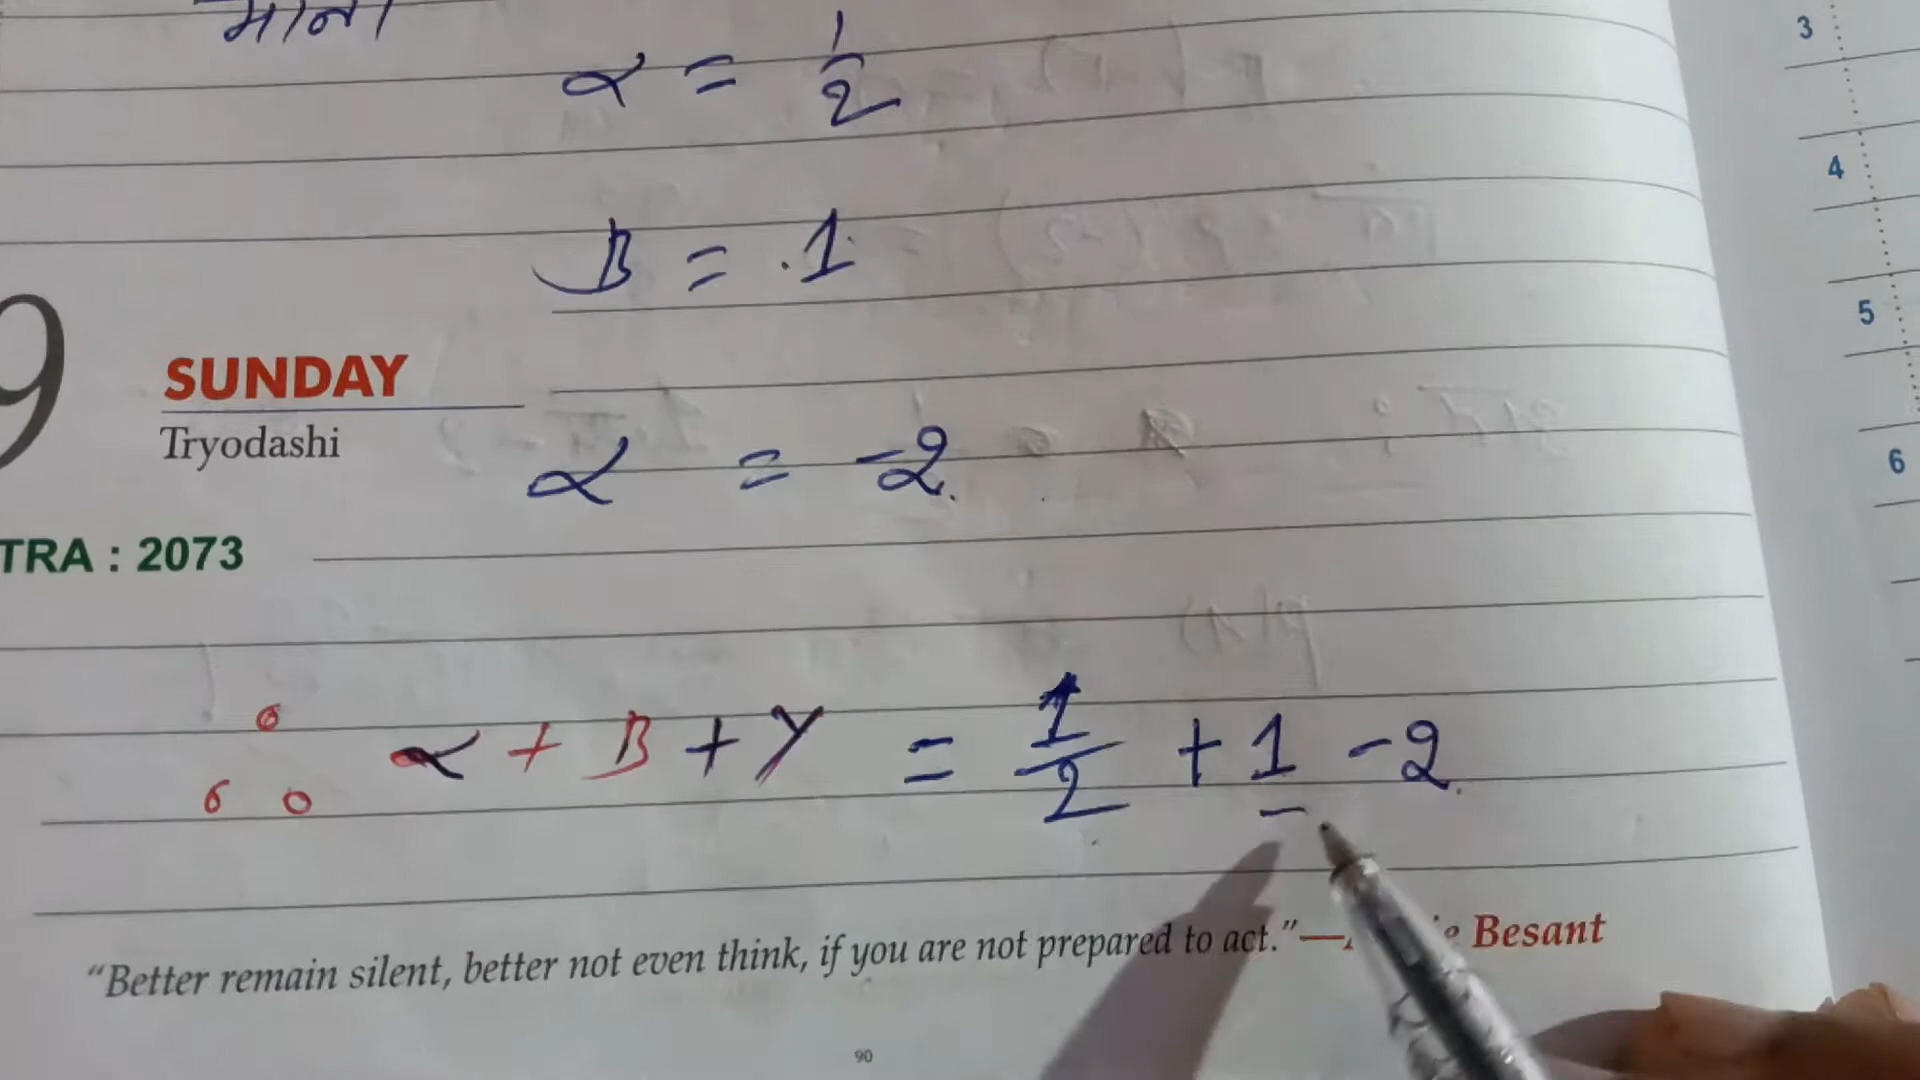 माना
α = 1/2
3
B = 1
4
9
SUNDAY
5
Tryodashi
α = -2
6
TRA : 2073
∴ α + B + γ = 1/2 + 1 - 2
"Better remain silent, better not even think, if you are not prepared to act."— Besant
90